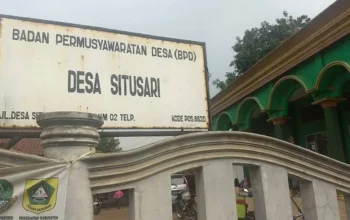 BADAN PERMUSYAWARATAN DESA (BPD)
DESA SITUSARI
JL.DESA 02 TELP. KODE POS.